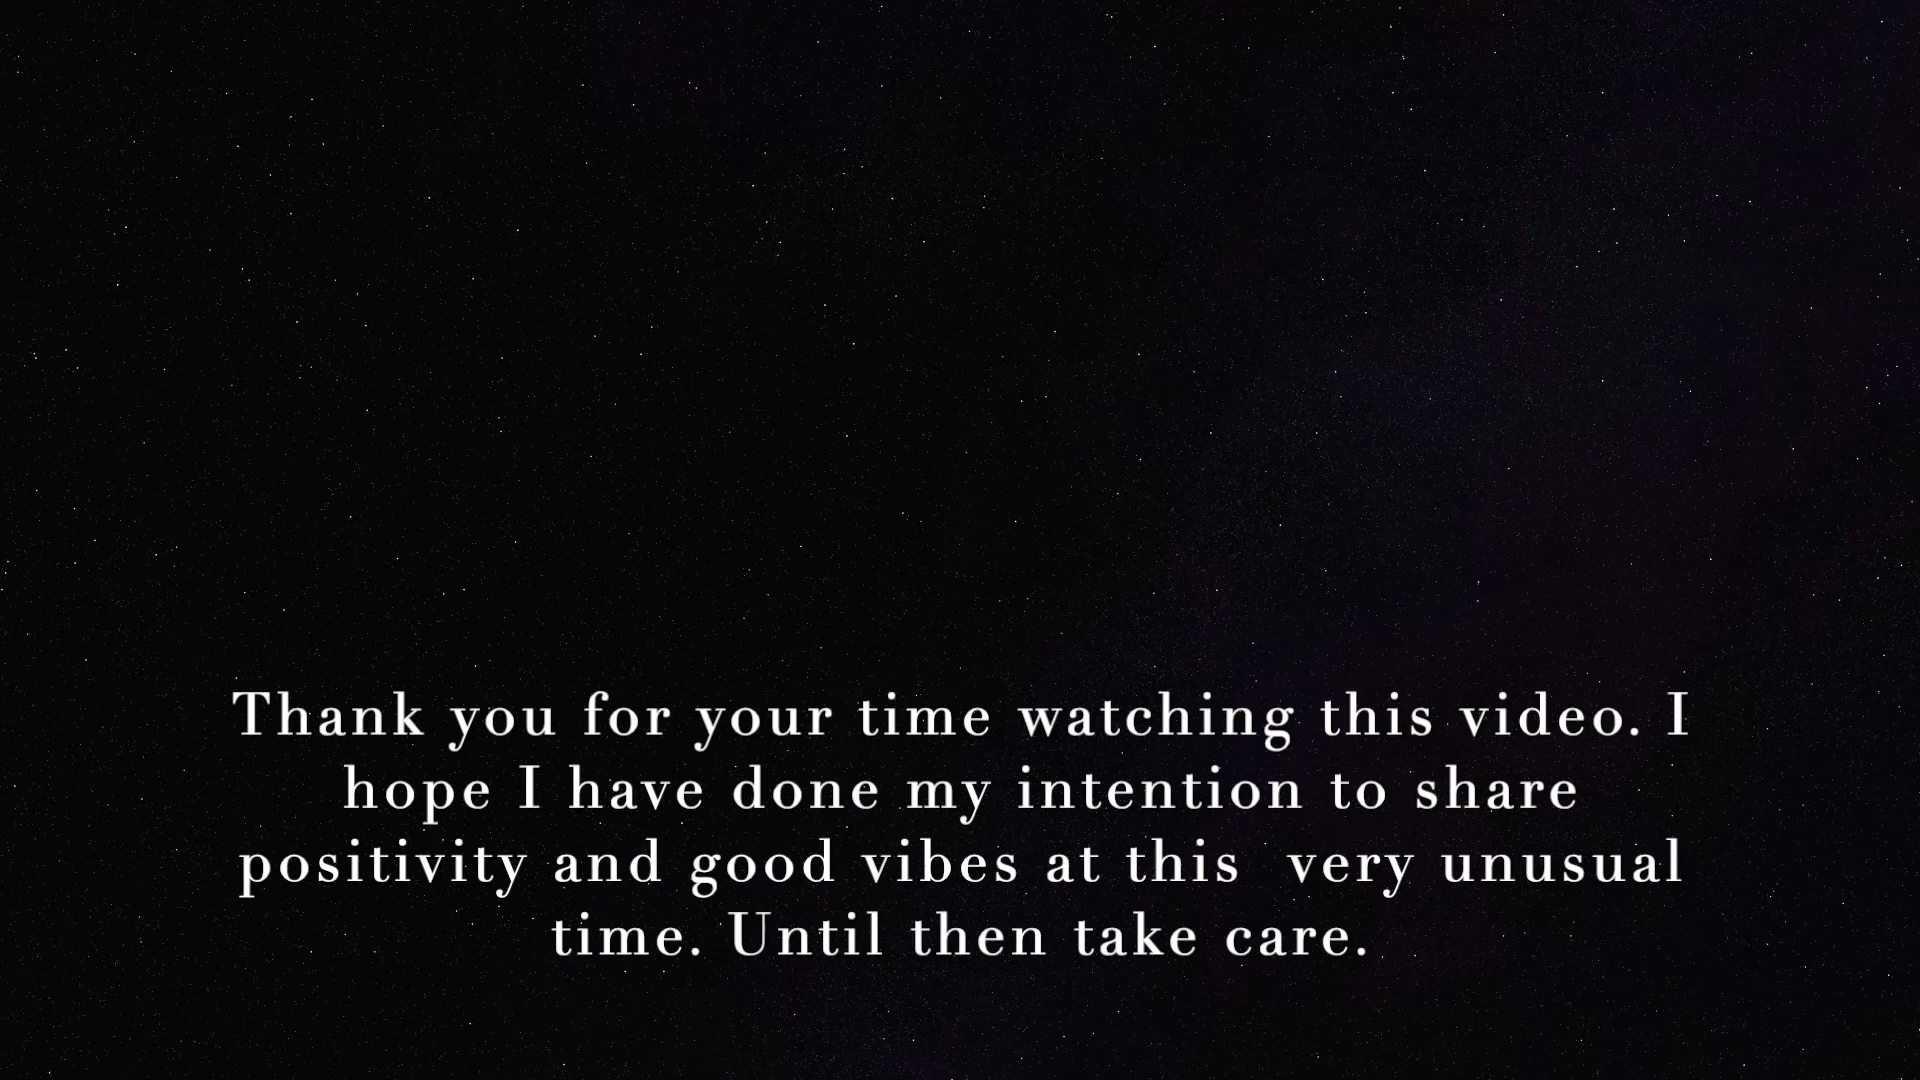 Thank you for your time watching this video. I
hope I have done my intention to share
positivity and good vibes at this  very unusual
time. Until then take care.